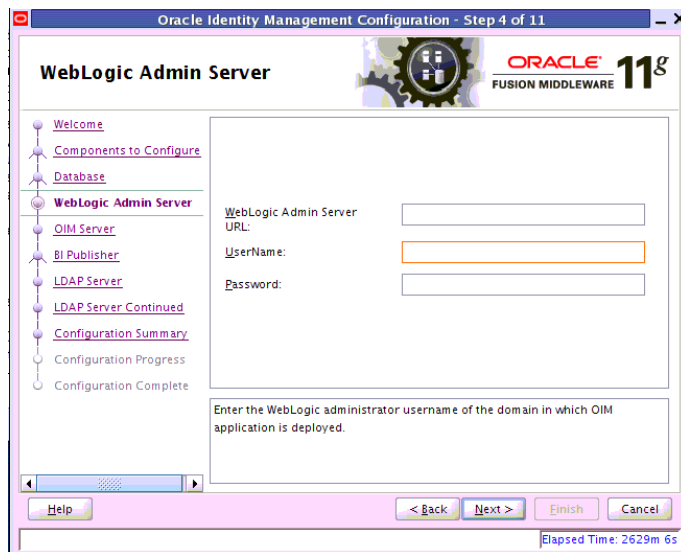 Oracle Identity Management Configuration - Step 4 of 11
WebLogic Admin Server
ORACLE
FUSION MIDDLEWARE 11g
Welcome
Components to Configure
Database
WebLogic Admin Server
OIM Server
BI Publisher
LDAP Server
LDAP Server Continued
Configuration Summary
Configuration Progress
Configuration Complete
WebLogic Admin Server
URL:
UserName:
Password:
Enter the WebLogic administrator username of the domain in which OIM
application is deployed.
Help
< Back
Next >
Finish
Cancel
Elapsed Time: 2629m 6s